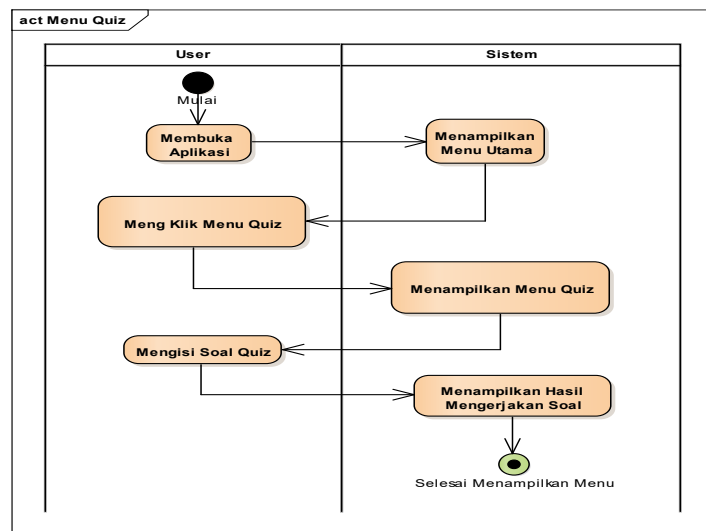 act Menu Quiz
User
Sistem
Mulai
Membuka
Aplikasi
Menampilkan
Menu Utama
Meng Klik Menu Quiz
Menampilkan Menu Quiz
Mengisi Soal Quiz
Menampilkan Hasil
Mengerjakan Soal
Selesai Menampilkan Menu